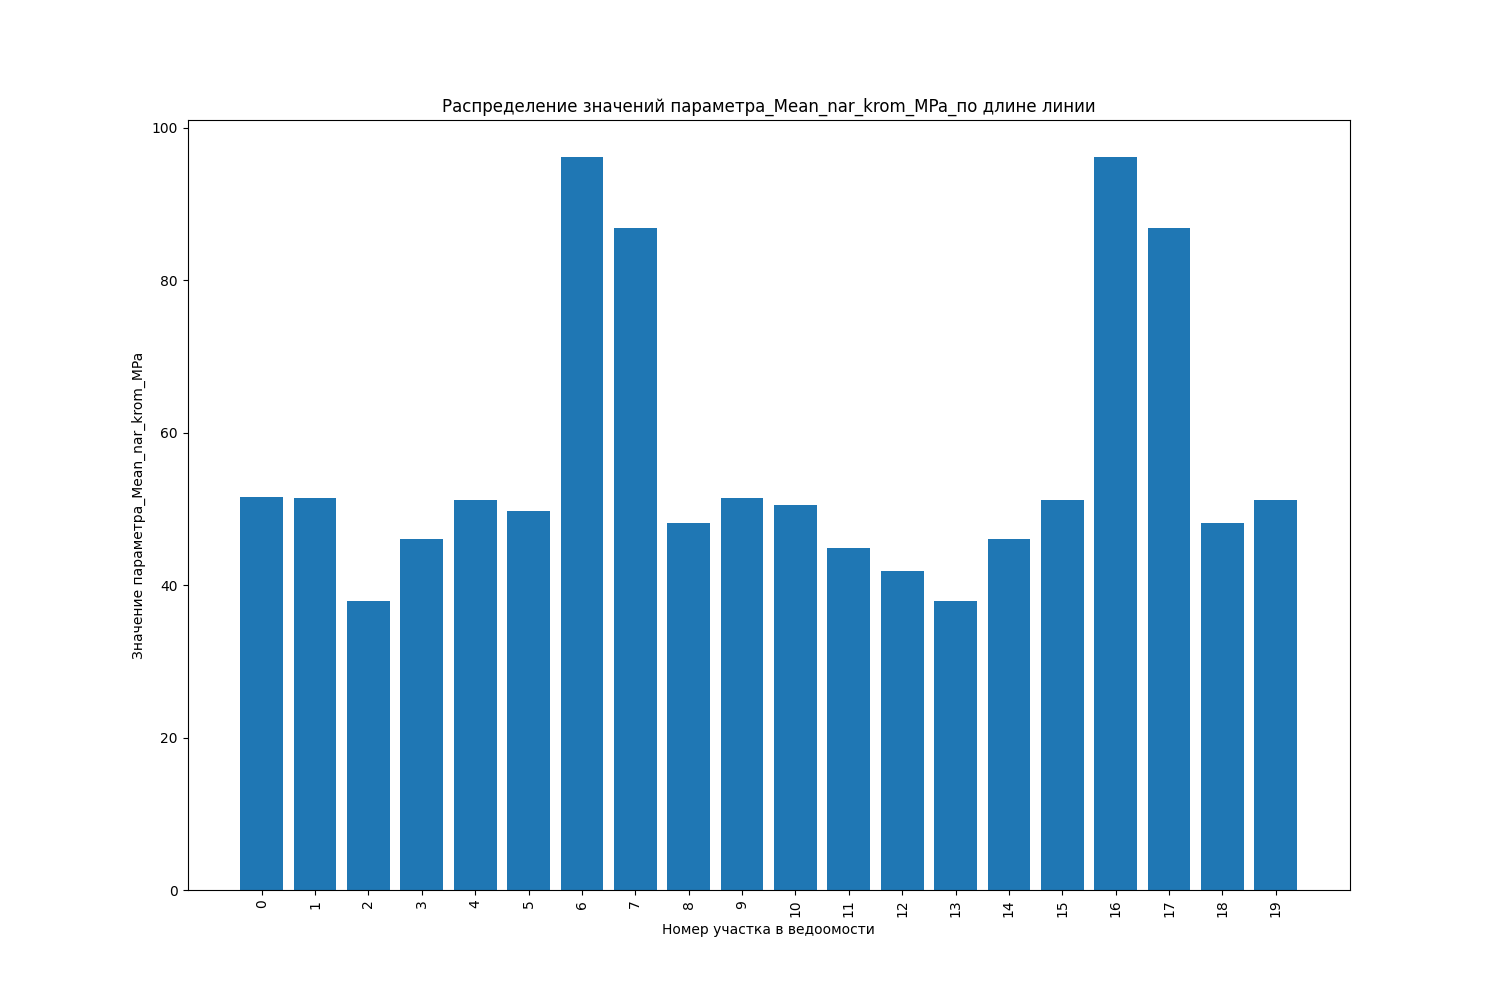 Распределение значений параметра_Mean_nar_krom_MPa_по длине линии
Значение параметра_Mean_nar_krom_MPa
100
80
60
40
20
0
0 1 2 3 4 5 6 7 8 9 10 11 12 13 14 15 16 17 18 19
Номер участка в ведоомости